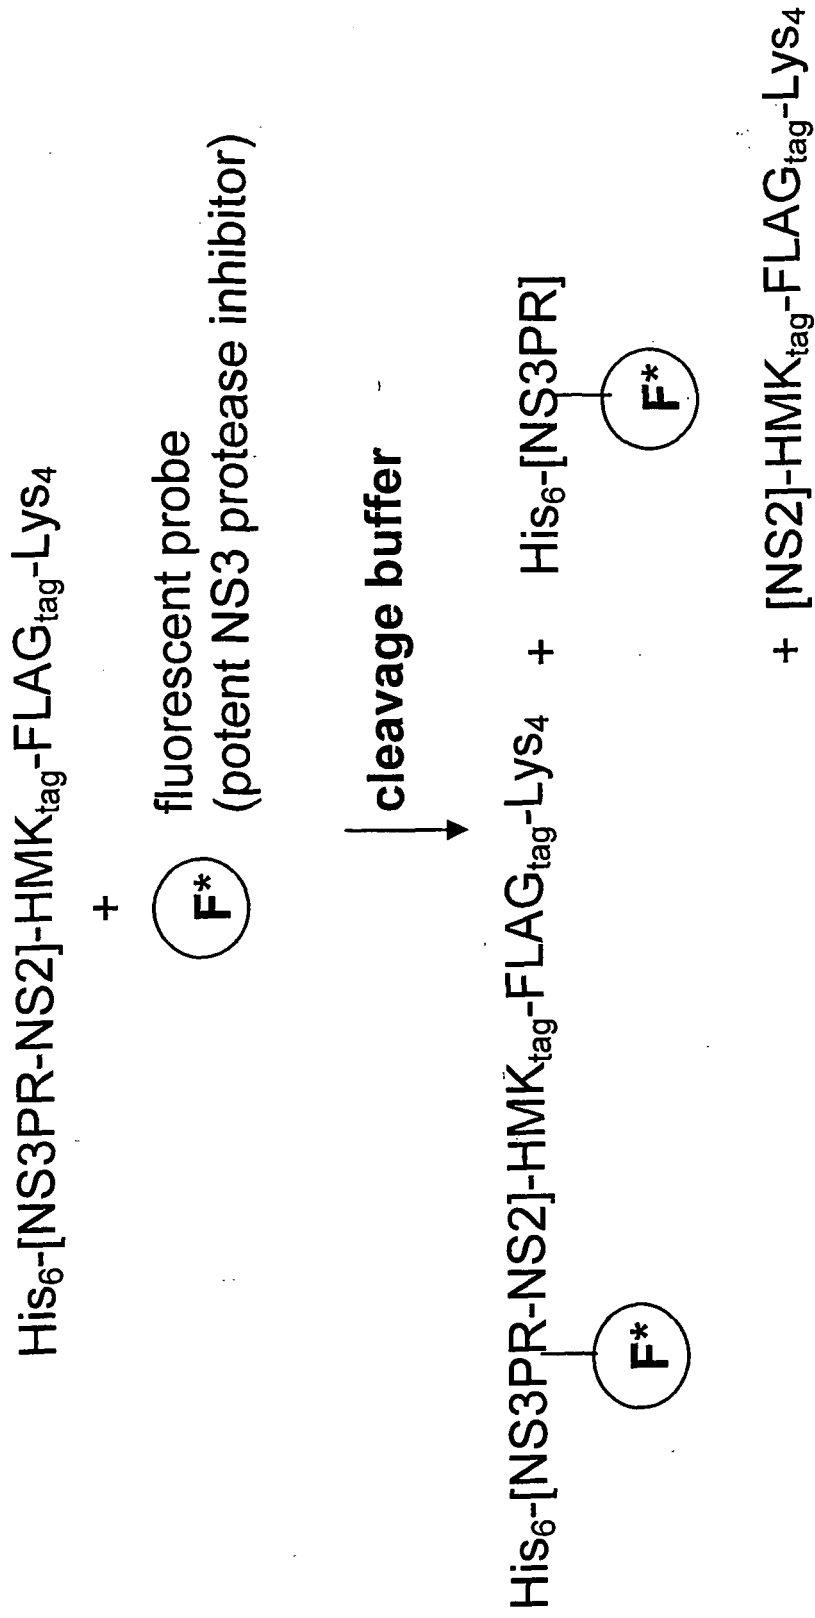 His₆-[NS3PR-NS2]-HMKtag-FLAGtag-Lys₄
+
F*
fluorescent probe
(potent NS3 protease inhibitor)
cleavage buffer
His₆-[NS3PR-NS2]-HMKtag-FLAGtag-Lys₄ + His₆-[NS3PR]
F*
F*
+ [NS2]-HMKtag-FLAGtag-Lys₄